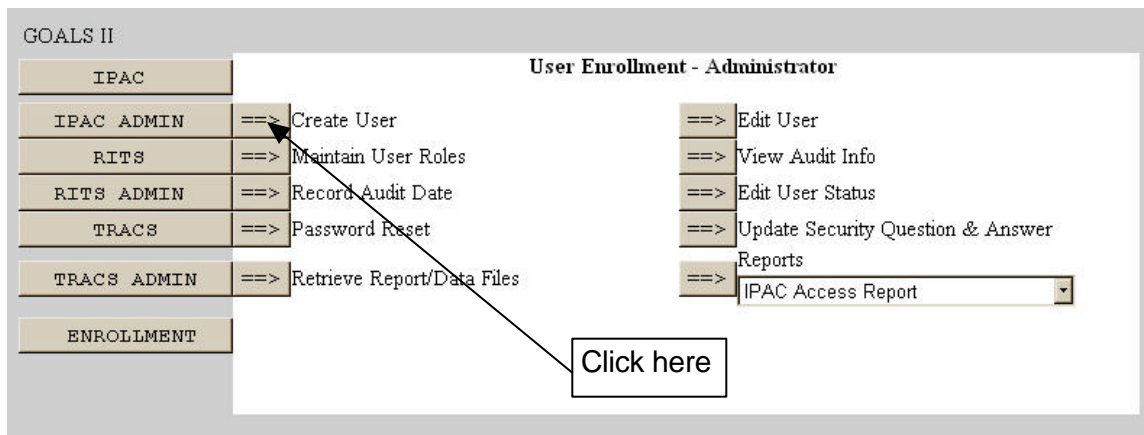 GOALS II
User Enrollment - Administrator
IPAC
IPAC ADMIN ==> Create User ==> Edit User
RITS ==> Maintain User Roles ==> View Audit Info
RITS ADMIN ==> Record Audit Date ==> Edit User Status
TRACS ==> Password Reset ==> Update Security Question & Answer
Reports
TRACS ADMIN ==> Retrieve Report/Data Files ==> IPAC Access Report
ENROLLMENT
Click here